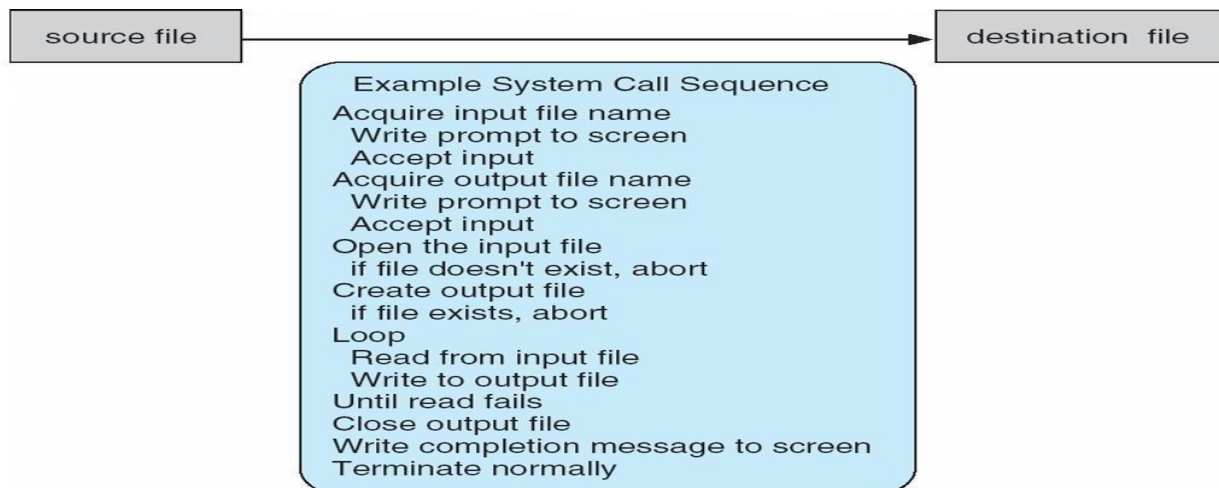 source file
destination file
Example System Call Sequence
Acquire input file name
Write prompt to screen
Accept input
Acquire output file name
Write prompt to screen
Accept input
Open the input file
if file doesn't exist, abort
Create output file
if file exists, abort
Loop
Read from input file
Write to output file
Until read fails
Close output file
Write completion message to screen
Terminate normally